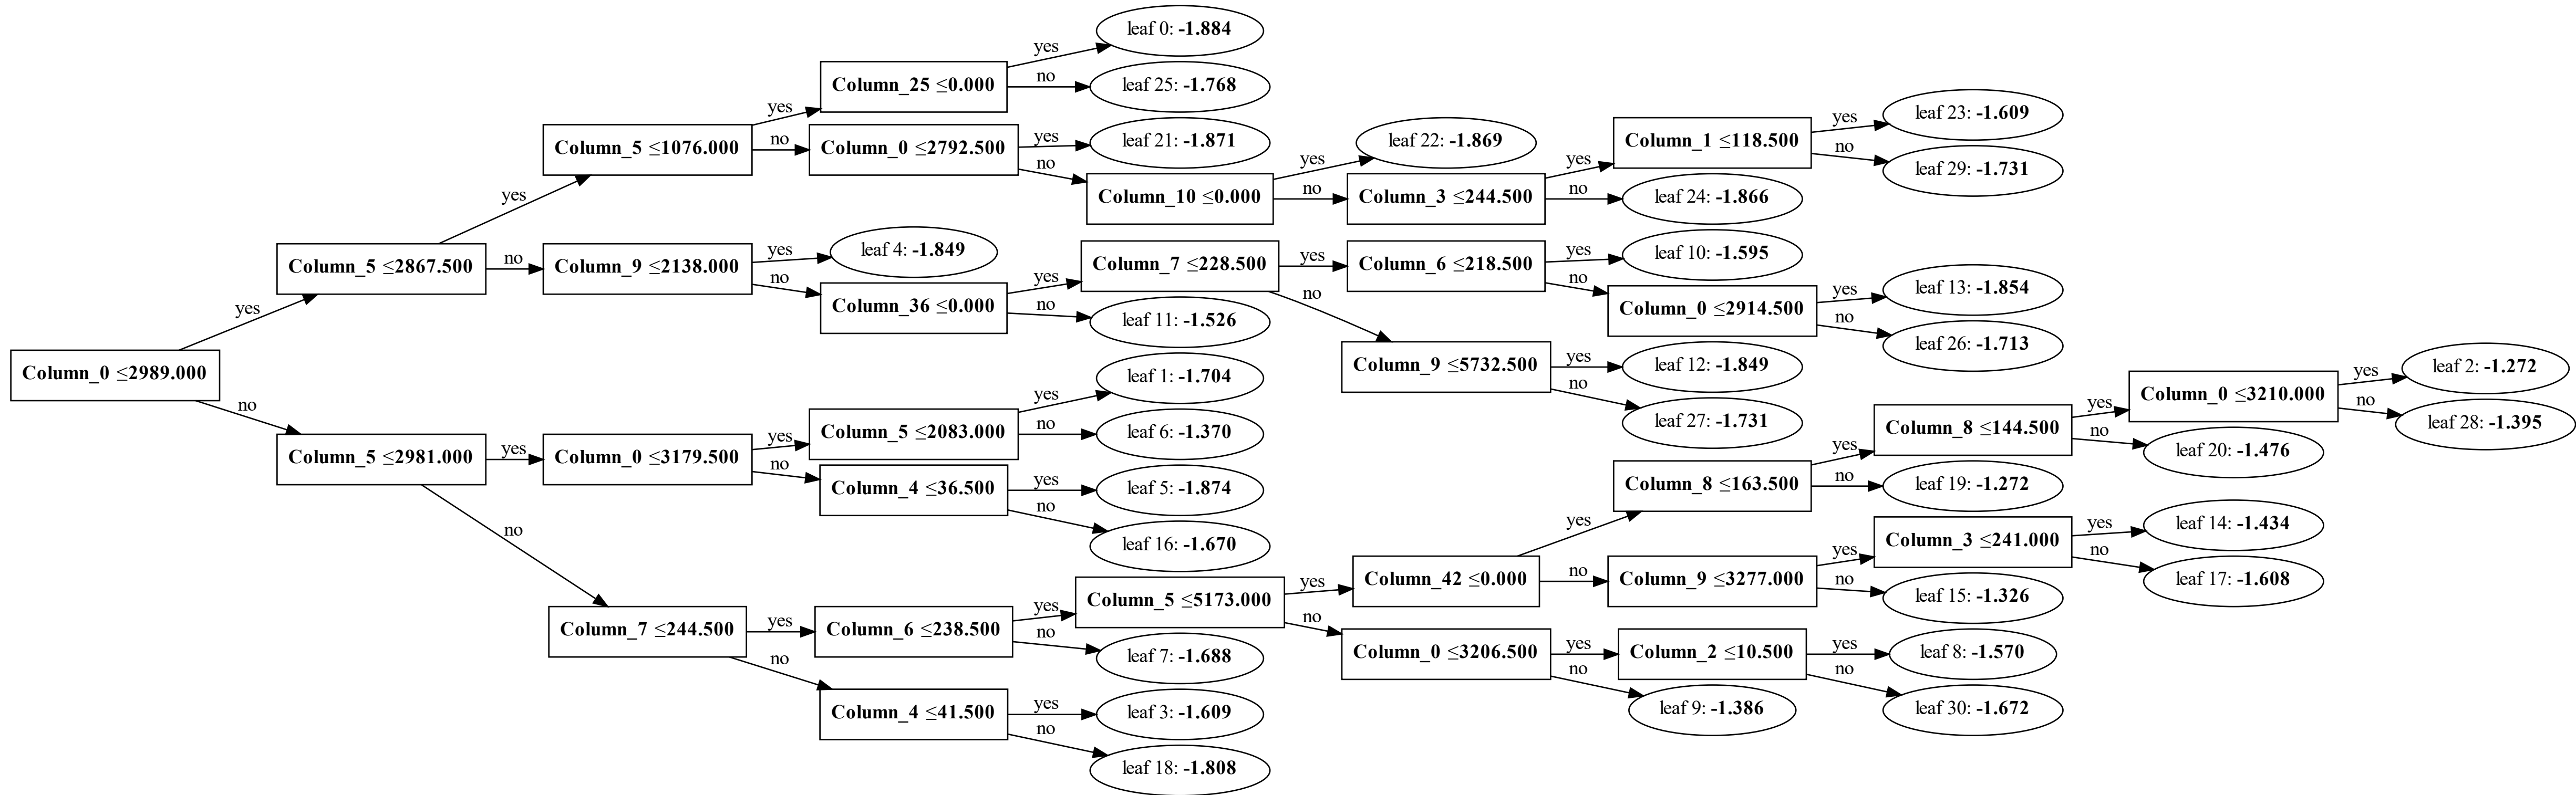 leaf 0: -1.884
yes
Column_25 ≤0.000
no
leaf 25: -1.768
yes
Column_5 ≤1076.000
no
Column_0 ≤2792.500
yes
leaf 21: -1.871
no
Column_10 ≤0.000
yes
leaf 22: -1.869
no
Column_3 ≤244.500
yes
Column_1 ≤118.500
yes
leaf 23: -1.609
no
leaf 29: -1.731
no
leaf 24: -1.866
yes
Column_5 ≤2867.500
no
Column_9 ≤2138.000
yes
leaf 4: -1.849
no
Column_36 ≤0.000
yes
Column_7 ≤228.500
yes
Column_6 ≤218.500
yes
leaf 10: -1.595
no
Column_0 ≤2914.500
yes
leaf 13: -1.854
no
leaf 26: -1.713
no
Column_9 ≤5732.500
yes
leaf 12: -1.849
no
leaf 27: -1.731
no
leaf 11: -1.526
yes
Column_0 ≤2989.000
no
Column_5 ≤2981.000
yes
Column_0 ≤3179.500
yes
Column_5 ≤2083.000
yes
leaf 1: -1.704
no
leaf 6: -1.370
no
Column_4 ≤36.500
yes
leaf 5: -1.874
no
leaf 16: -1.670
no
Column_7 ≤244.500
yes
Column_6 ≤238.500
yes
Column_5 ≤5173.000
yes
Column_42 ≤0.000
yes
Column_8 ≤163.500
yes
Column_8 ≤144.500
yes
Column_0 ≤3210.000
yes
leaf 2: -1.272
no
leaf 28: -1.395
no
leaf 20: -1.476
no
leaf 19: -1.272
no
Column_9 ≤3277.000
yes
Column_3 ≤241.000
yes
leaf 14: -1.434
no
leaf 17: -1.608
no
leaf 15: -1.326
no
Column_0 ≤3206.500
yes
Column_2 ≤10.500
yes
leaf 8: -1.570
no
leaf 30: -1.672
no
leaf 9: -1.386
no
leaf 7: -1.688
no
Column_4 ≤41.500
yes
leaf 3: -1.609
no
leaf 18: -1.808